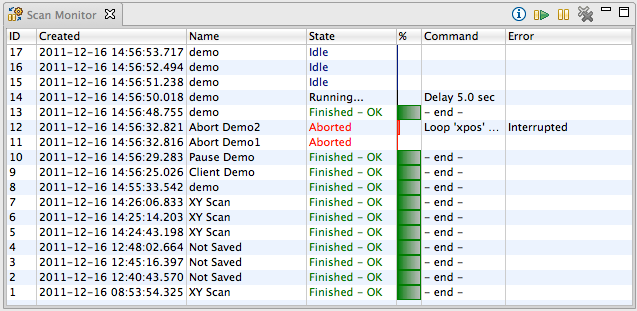 Scan Monitor
ID Created Name State % Command Error
17 2011-12-16 14:56:53.717 demo Idle
16 2011-12-16 14:56:52.494 demo Idle
15 2011-12-16 14:56:51.238 demo Idle
14 2011-12-16 14:56:50.018 demo Running... Delay 5.0 sec
13 2011-12-16 14:56:48.755 demo Finished - OK - end -
12 2011-12-16 14:56:32.821 Abort Demo2 Aborted Loop 'xpos' ... Interrupted
11 2011-12-16 14:56:32.816 Abort Demo1 Aborted
10 2011-12-16 14:56:29.283 Pause Demo Finished - OK - end -
9 2011-12-16 14:56:25.026 Client Demo Finished - OK - end -
8 2011-12-16 14:55:33.542 demo Finished - OK - end -
7 2011-12-16 14:26:06.833 XY Scan Finished - OK - end -
6 2011-12-16 14:25:14.203 XY Scan Finished - OK - end -
5 2011-12-16 14:24:43.198 XY Scan Finished - OK - end -
4 2011-12-16 12:48:02.664 Not Saved Finished - OK - end -
3 2011-12-16 12:45:16.397 Not Saved Finished - OK - end -
2 2011-12-16 12:40:43.570 Not Saved Finished - OK - end -
1 2011-12-16 08:53:54.325 XY Scan Finished - OK - end -